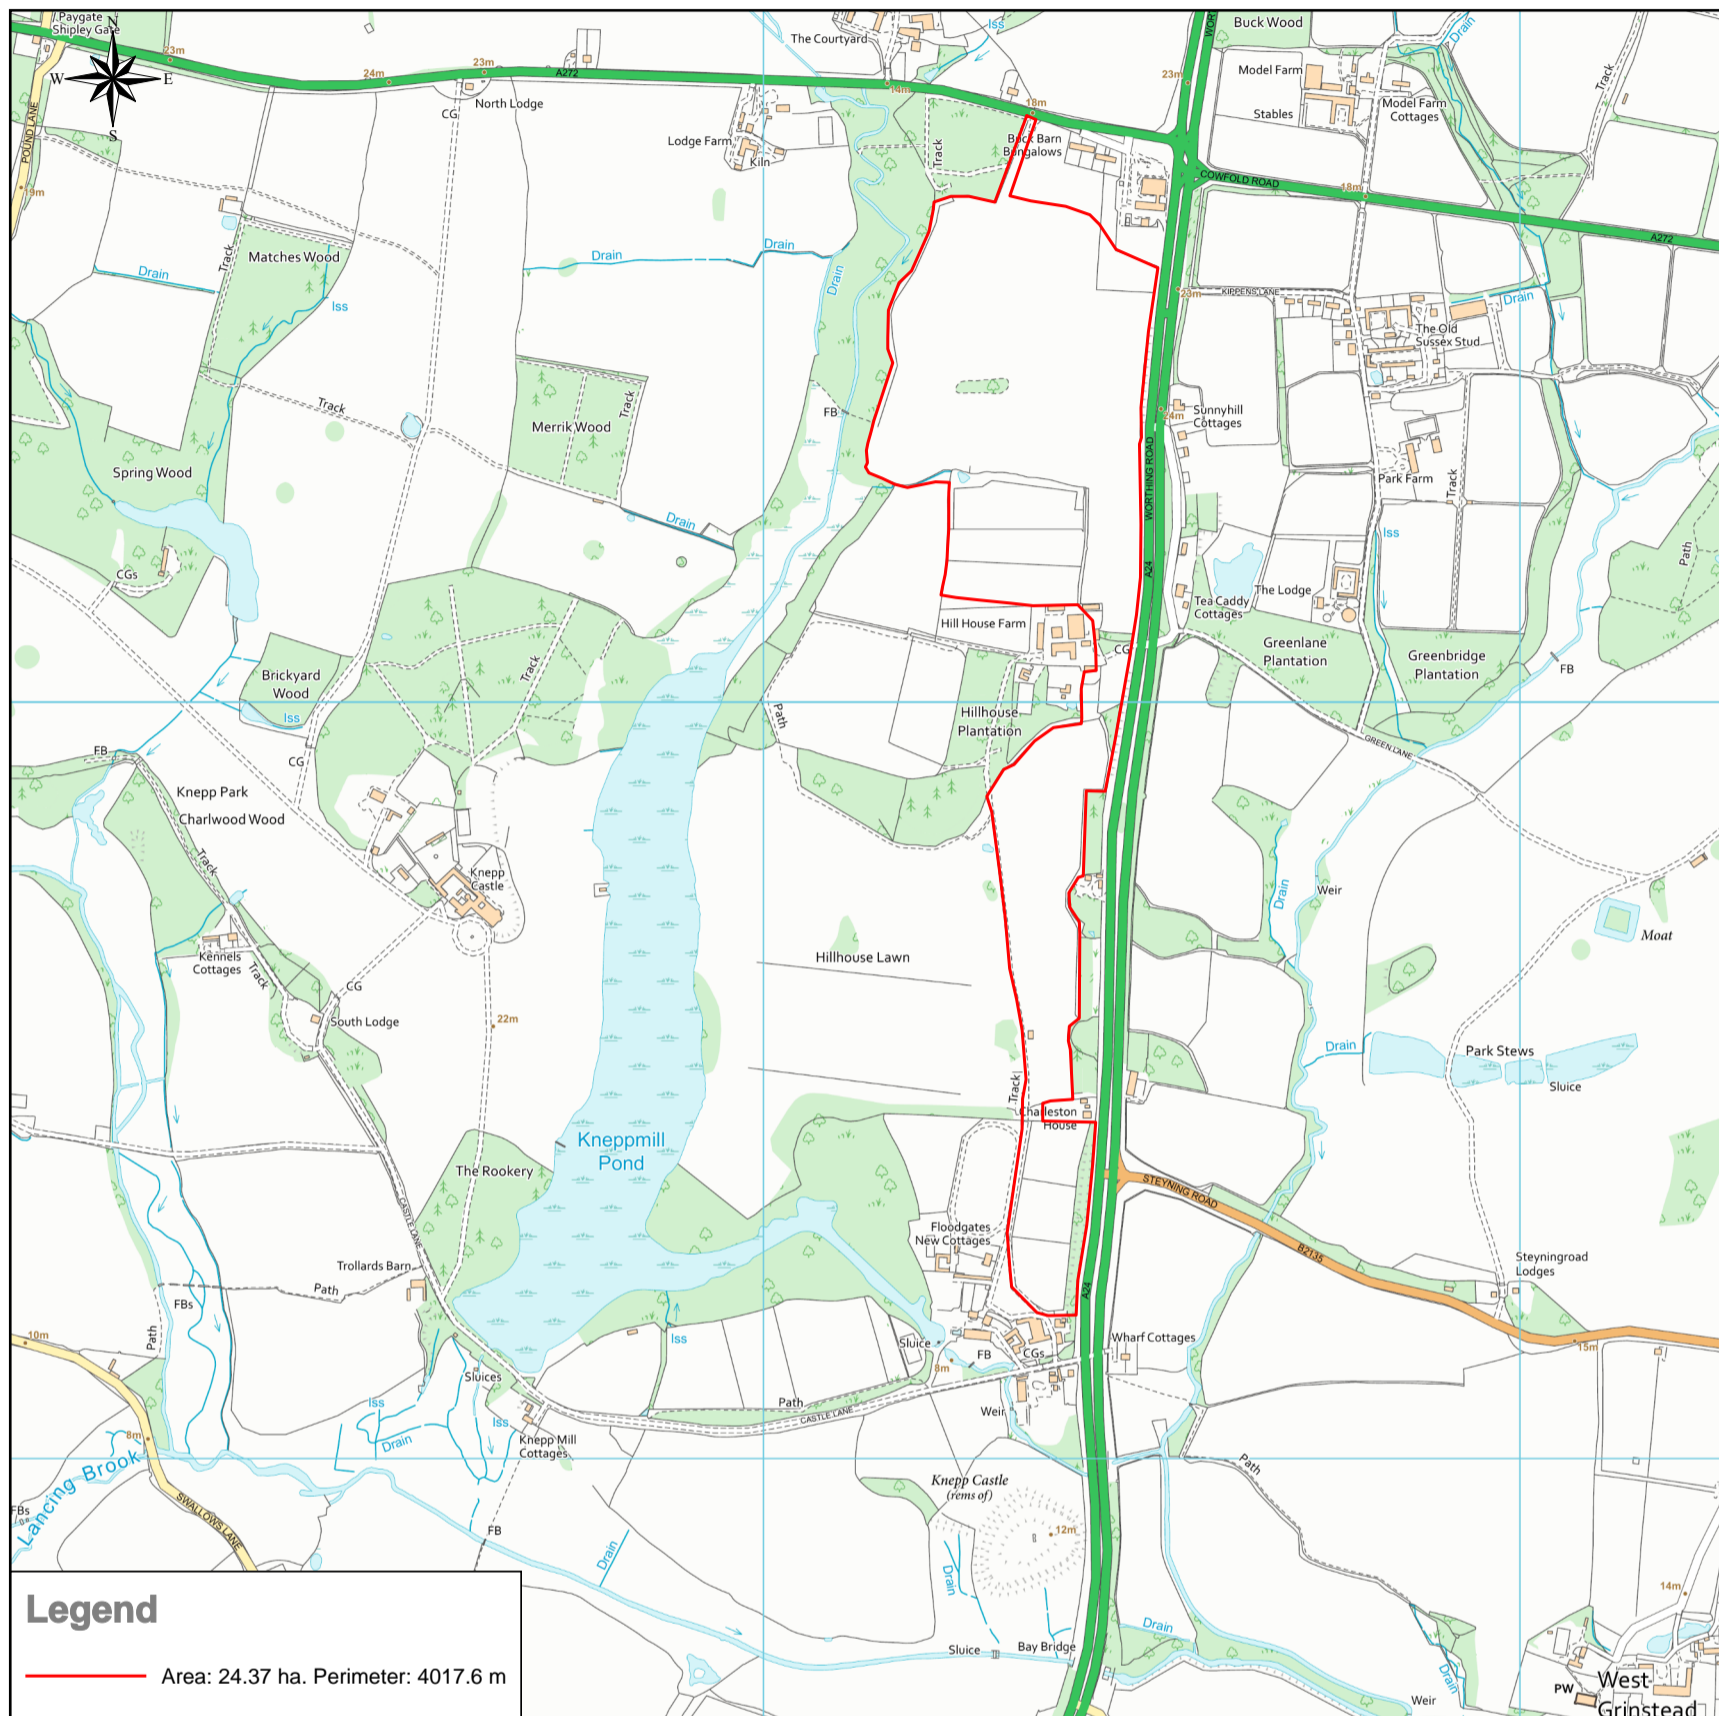 Paygate
Shipley Gate
N
W
E
S
23m
24m
23m
A272
CG
North Lodge
POUND LANE
19m
The Courtyard
Iss
14m
18m
Buck Barn
Bungalows
Track
Lodge Farm
Kiln
Buck Wood
Drain
Track
Model Farm
Stables
Model Farm
Cottages
23m
COWFOLD ROAD
18m
A272
Track
Matches Wood
Drain
Iss
Drain
Drain
Drain
23m
KIPPENS LANE
Drain
The Old
Sussex Stud
Track
Merrik Wood
Track
FB
24m
Sunnyhill
Cottages
WORTHING ROAD
Spring Wood
Park Farm
Track
Drain
Iss
A24
CGs
Path
Tea Caddy
Cottages
The Lodge
Hill House Farm
CG
Greenlane
Plantation
Greenbridge
Plantation
FB
Brickyard
Wood
Track
Iss
Path
Hillhouse
Plantation
GREEN LANE
FB
CG
Knepp Park
Charlwood Wood
Track
Knepp
Castle
Drain
Weir
Moat
Kennels
Cottages
Track
CG
South Lodge
22m
Hillhouse Lawn
Drain
Park Stews
Sluice
Track
Charleston
House
Kneppmill
Pond
The Rookery
CASTLE LANE
STEYNING ROAD
B2135
Floodgates
New Cottages
Steyningroad
Lodges
Trollards Barn
Path
FBs
Path
A24
10m
Iss
Sluice
8m
FB
CGs
Wharf Cottages
15m
Sluices
Iss
Iss
Drain
Path
CASTLE LANE
Weir
Knepp Mill
Cottages
8m
Lancing Brook
SWALLOWS LANE
FBs
FB
Drain
Knepp Castle
(rems of)
12m
Path
Drain
14m
Drain
Drain
Sluice
Bay Bridge
Weir
PW
West
Grinstead
Legend
Area: 24.37 ha. Perimeter: 4017.6 m